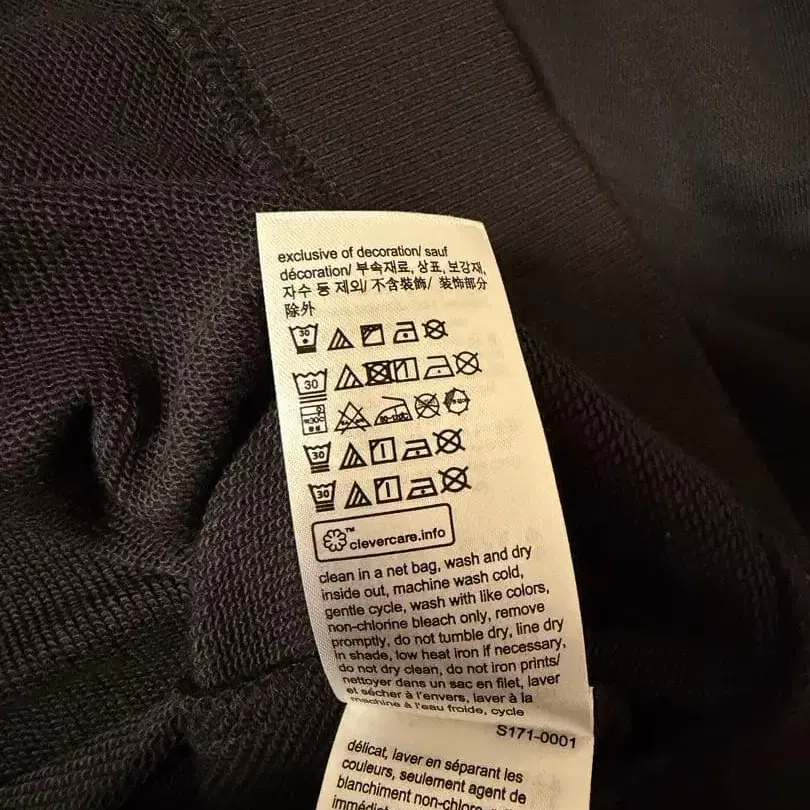 exclusive of decoration/ sauf
décoration/ 부속재료, 상표, 보강재,
자수 등 제외/ 不含裝飾/ 装饰部分
除外
30
30
30
30
™
clevercare.info
clean in a net bag, wash and dry
inside out, machine wash cold,
gentle cycle, wash with like colors,
non-chlorine bleach only, remove
promptly, do not tumble dry, line dry
in shade, low heat iron if necessary,
do not dry clean, do not iron prints/
nettoyer dans un sac en filet, laver
et sécher à l'envers, laver à la
machine à l'eau froide, cycle
S171-0001
délicat, laver en séparant les
couleurs, seulement agent de
blanchiment non-chlore